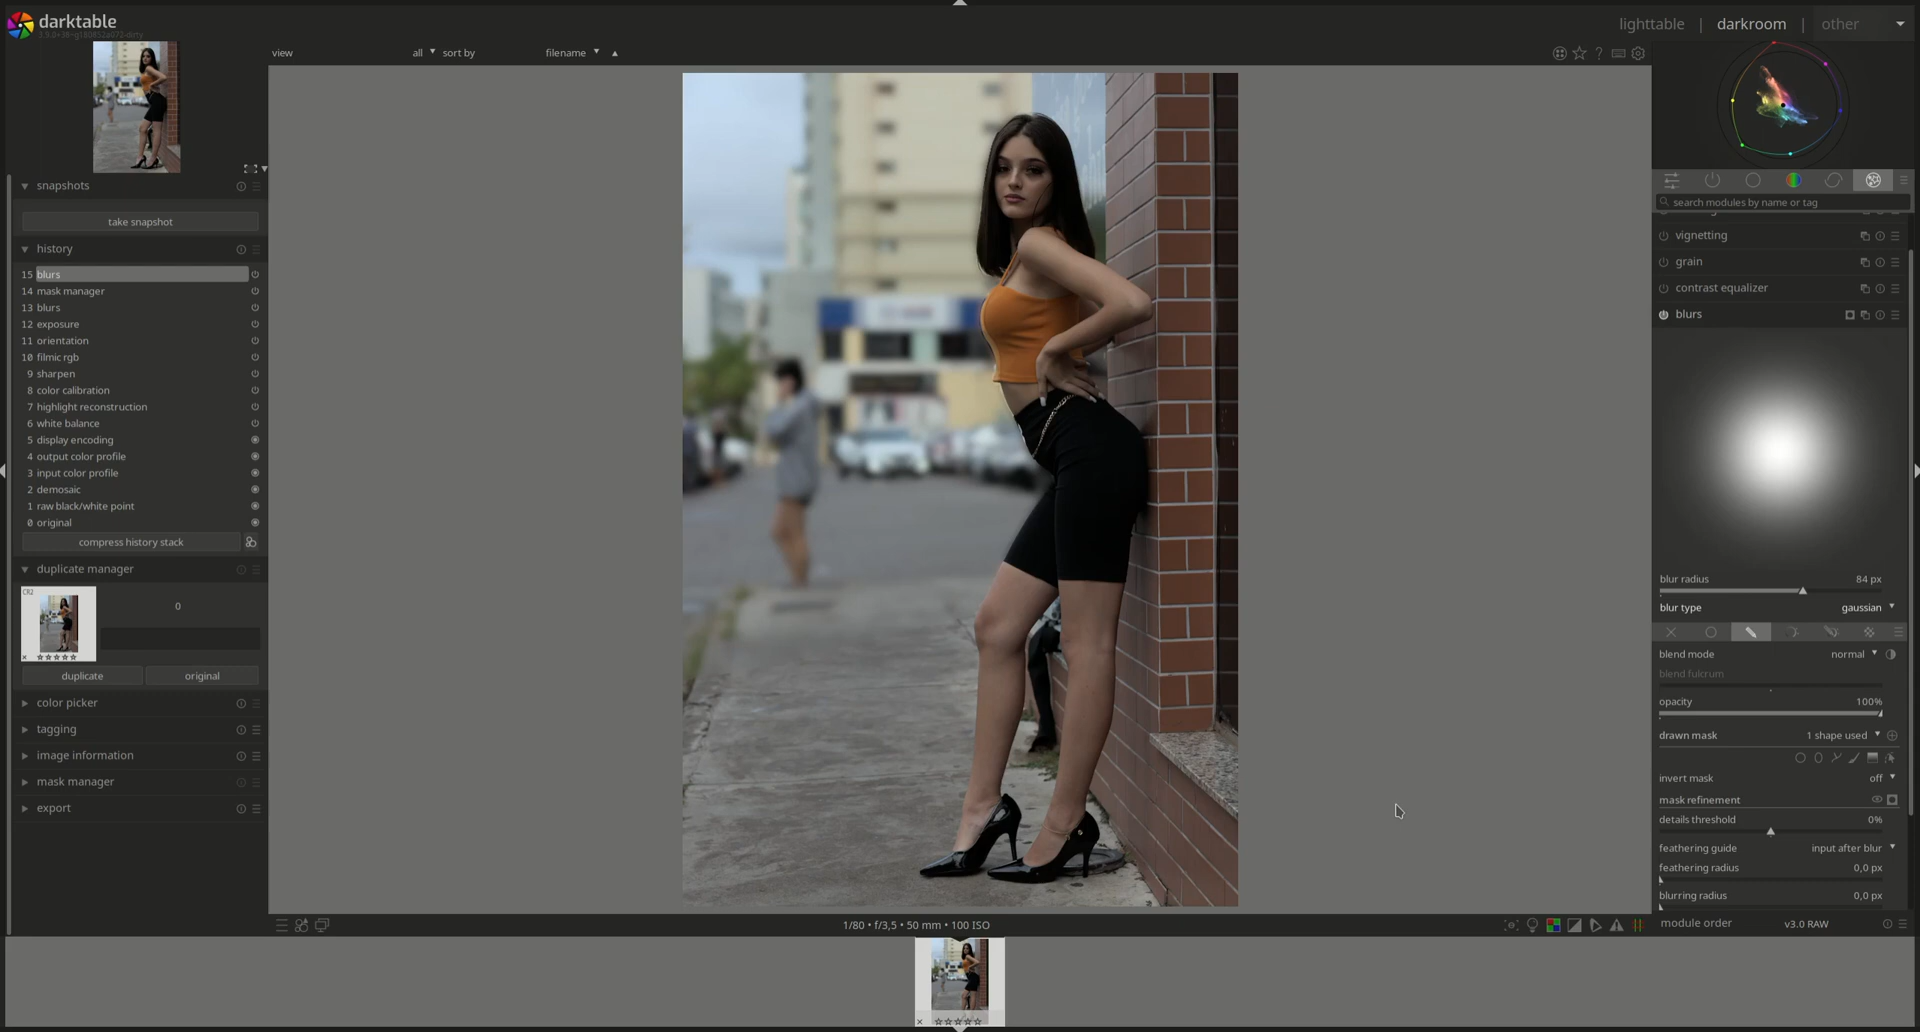 darktable
lighttable | darkroom | other
view all sort by filename
snapshots
take snapshot
history
15 blurs
14 mask manager
13 blurs
12 exposure
11 orientation
10 filmic rgb
9 sharpen
8 color calibration
7 highlight reconstruction
6 white balance
5 display encoding
4 output color profile
3 input color profile
2 demosaic
1 raw black/white point
0 original
compress history stack
duplicate manager
CR2
0
duplicate original
color picker
tagging
image information
mask manager
export
1/80 • f/3,5 • 50 mm • 100 ISO
search modules by name or tag
vignetting
grain
contrast equalizer
blurs
blur radius 84 px
blur type gaussian
blend mode normal
blend fulcrum
opacity 100%
drawn mask 1 shape used
invert mask off
mask refinement
details threshold 0%
feathering guide input after blur
feathering radius 0,0 px
blurring radius 0,0 px
module order v3.0 RAW